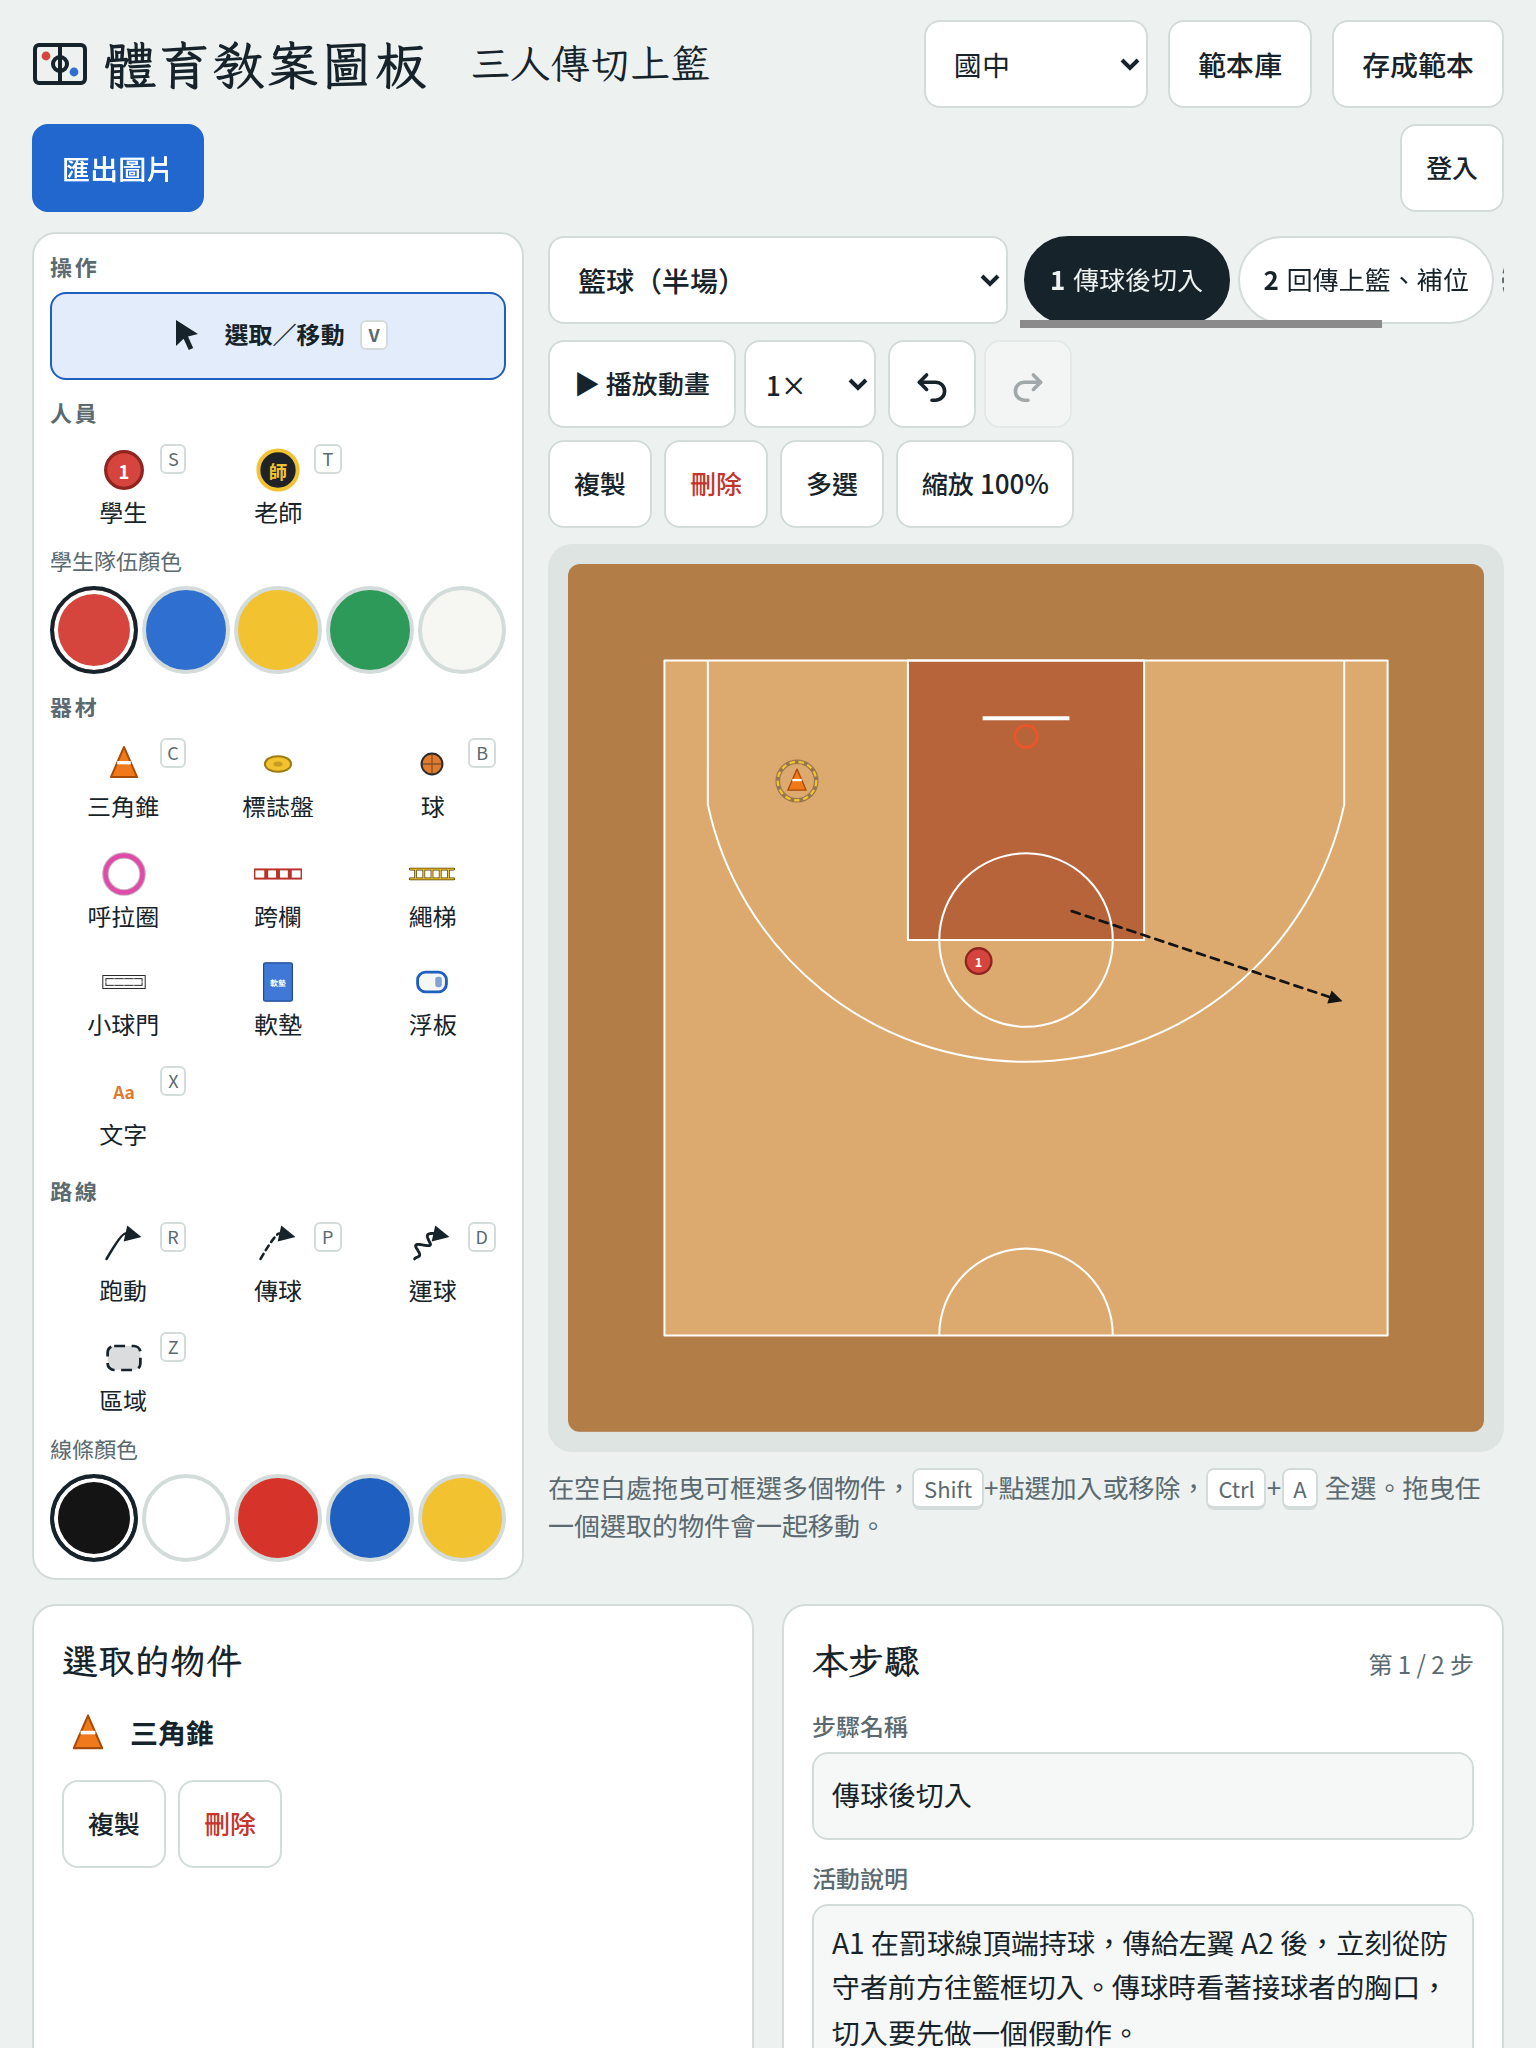 體育教案圖板 三人傳切上籃 國中 範本庫 存成範本
匯出圖片 登入
操作
選取／移動 V
人員
1 S 師 T
學生 老師
學生隊伍顏色
器材
C B
三角錐 標誌盤 球
呼拉圈 跨欄 繩梯
軟墊
小球門 軟墊 浮板
Aa X
文字
路線
R P D
跑動 傳球 運球
Z
區域
線條顏色
籃球（半場） 1 傳球後切入 2 回傳上籃、補位
▶ 播放動畫 1×
複製 刪除 多選 縮放 100%
1
在空白處拖曳可框選多個物件，Shift+點選加入或移除，Ctrl+A 全選。拖曳任
一個選取的物件會一起移動。
選取的物件
三角錐
複製 刪除
本步驟 第 1 / 2 步
步驟名稱
傳球後切入
活動說明
A1 在罰球線頂端持球，傳給左翼 A2 後，立刻從防
守者前方往籃框切入。傳球時看著接球者的胸口，
切入要先做一個假動作。